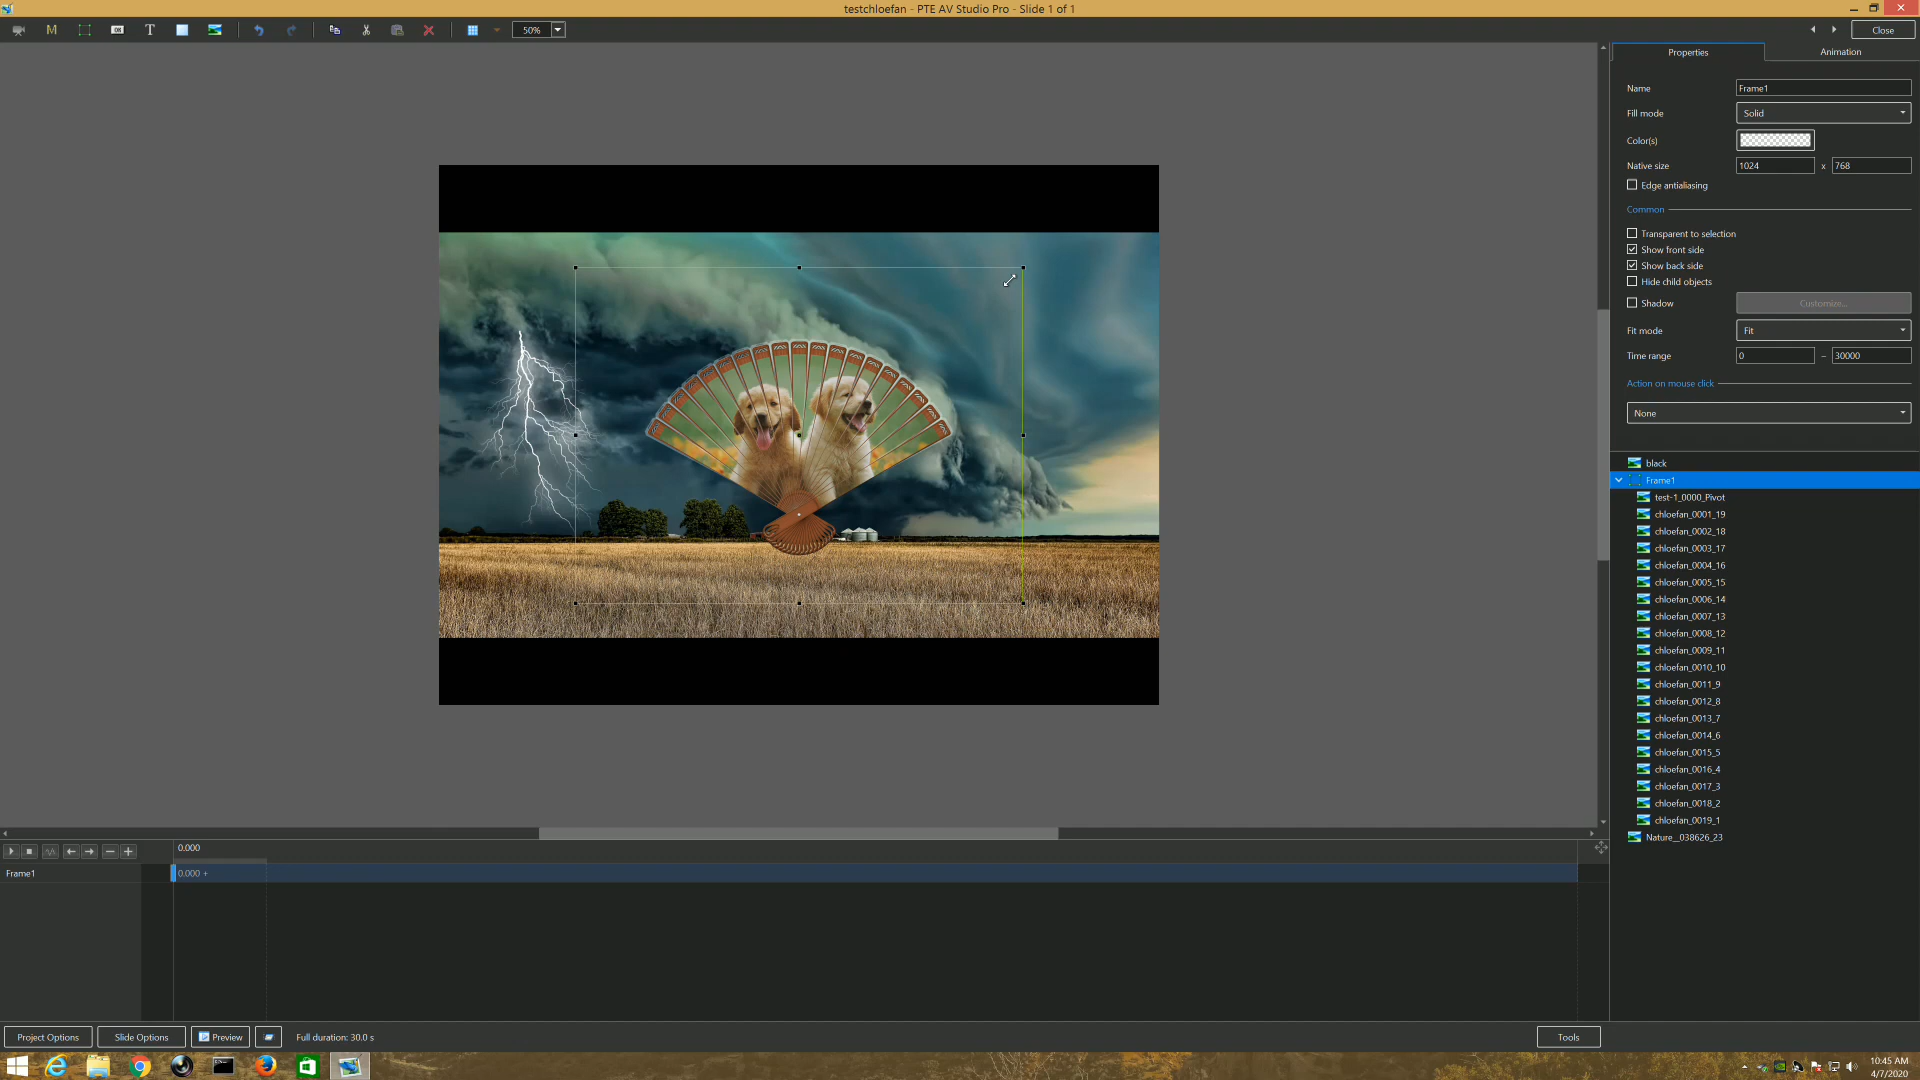 testchloefan - PTE AV Studio Pro - Slide 1 of 1
M OK T 50% Close
Properties Animation
Name Frame1
Fill mode Solid
Color(s)
Native size 1024 x 768
Edge antialiasing
Common
Transparent to selection
Show front side
Show back side
Hide child objects
Shadow Customize...
Fit mode Fit
Time range 0 – 30000
Action on mouse click
None
black
Frame1
test-1_0000_Pivot
chloefan_0001_19
chloefan_0002_18
chloefan_0003_17
chloefan_0004_16
chloefan_0005_15
chloefan_0006_14
chloefan_0007_13
chloefan_0008_12
chloefan_0009_11
chloefan_0010_10
chloefan_0011_9
chloefan_0012_8
chloefan_0013_7
chloefan_0014_6
chloefan_0015_5
chloefan_0016_4
chloefan_0017_3
chloefan_0018_2
chloefan_0019_1
Nature__038626_23
0.000
Frame1 0.000 +
Project Options Slide Options Preview Full duration: 30.0 s Tools
10:45 AM
4/7/2020